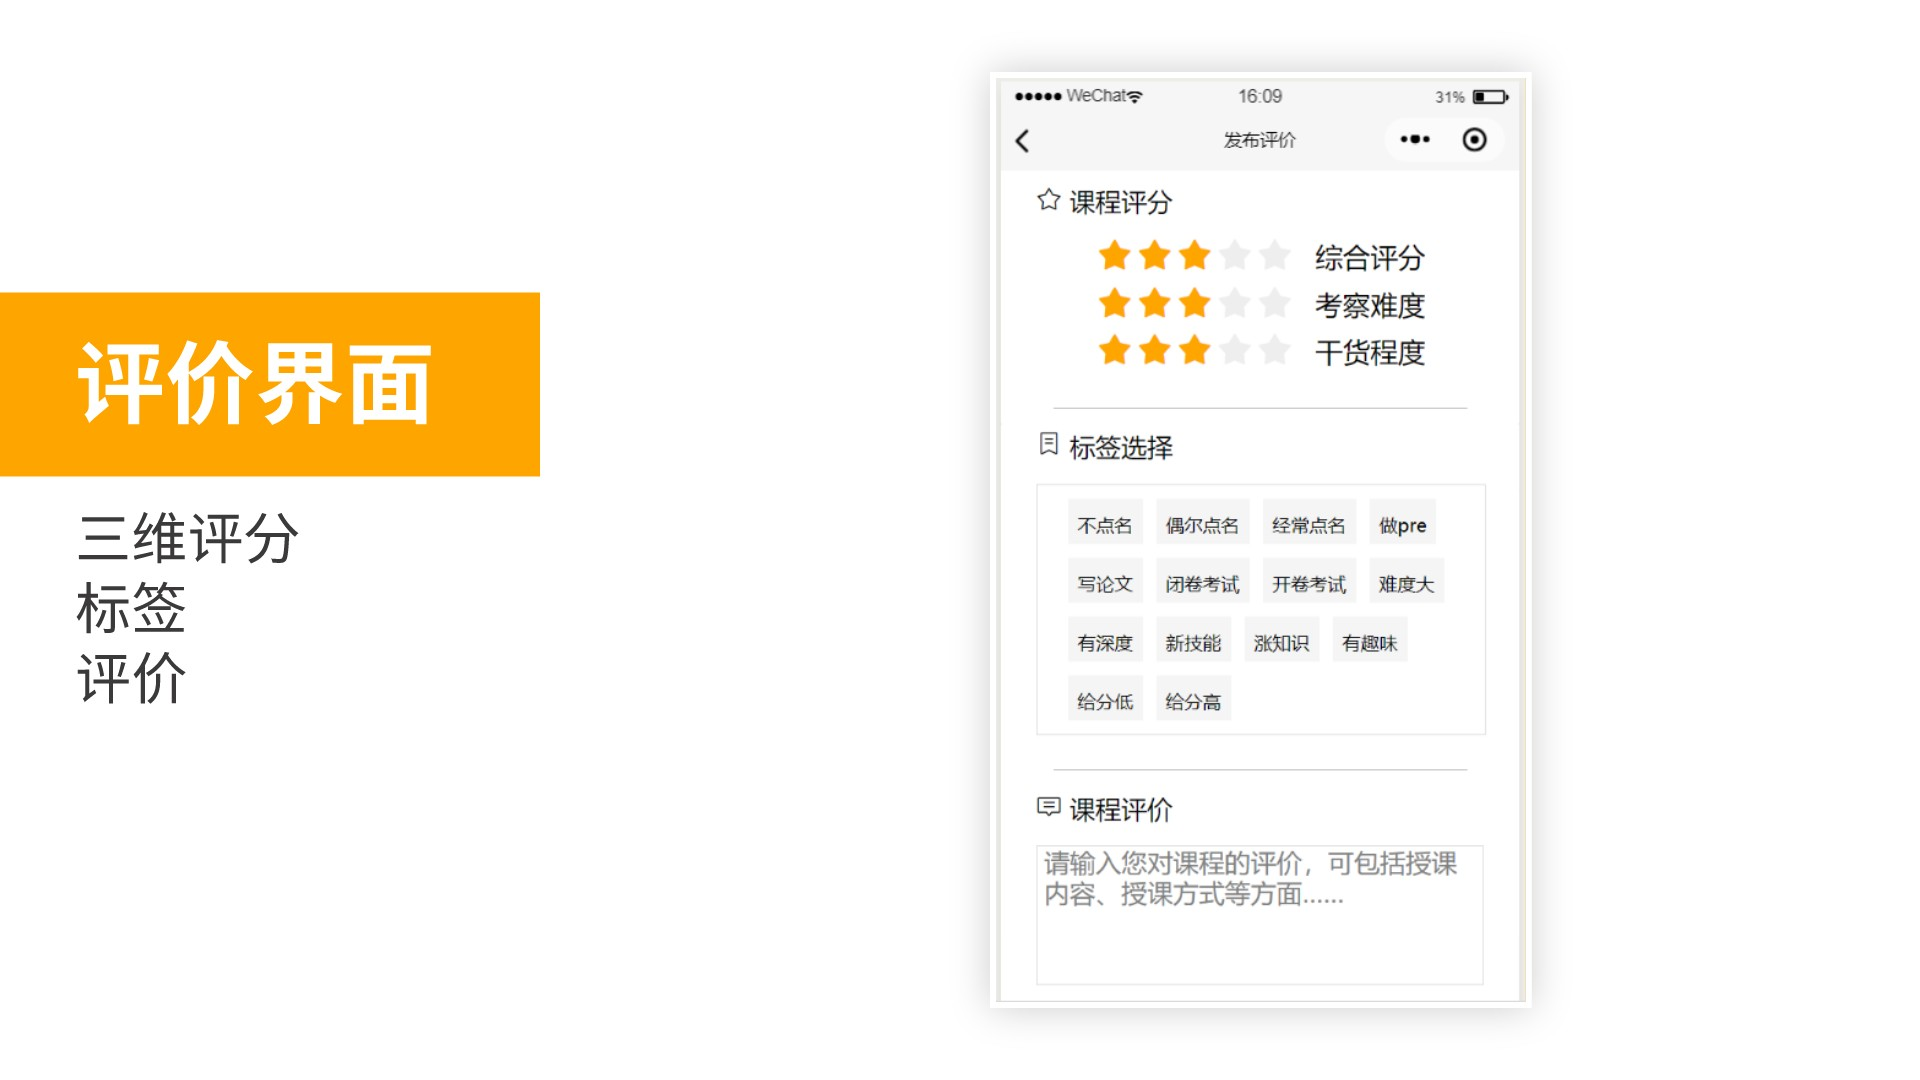 评价界面
三维评分
标签
评价
WeChat 16:09 31%
发布评价
课程评分
综合评分
考察难度
干货程度
标签选择
不点名 偶尔点名 经常点名 做pre
写论文 闭卷考试 开卷考试 难度大
有深度 新技能 涨知识 有趣味
给分低 给分高
课程评价
请输入您对课程的评价，可包括授课
内容、授课方式等方面......